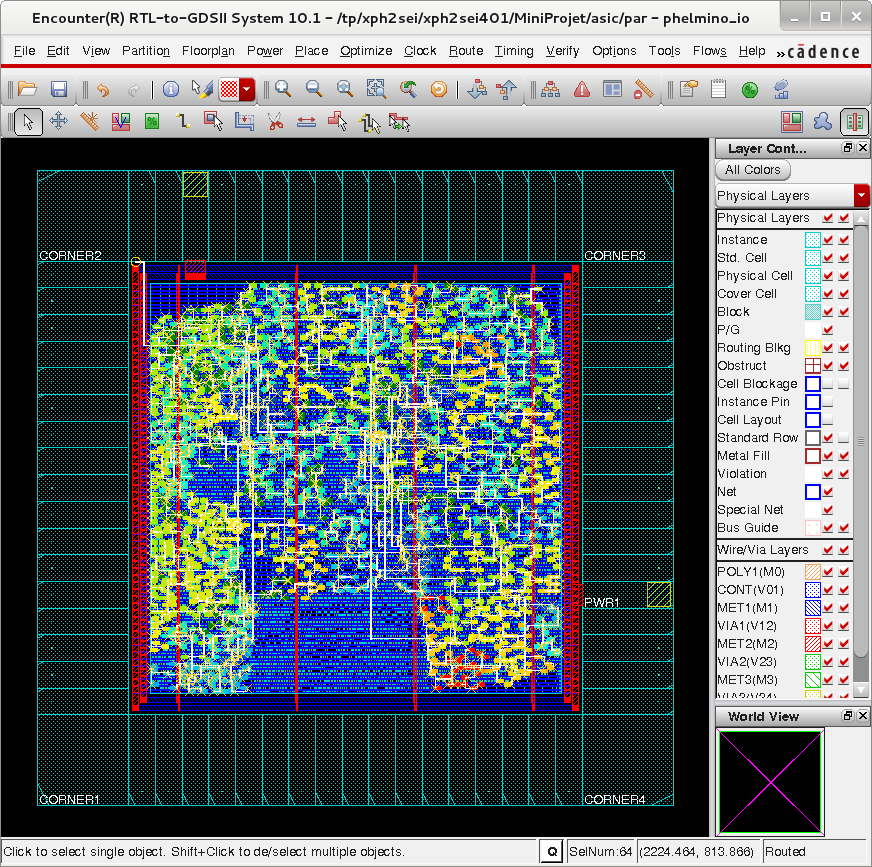 Encounter(R) RTL-to-GDSII System 10.1 - /tp/xph2sei/xph2sei401/MiniProjet/asic/par - phelmino_io
File Edit View Partition Floorplan Power Place Optimize Clock Route Timing Verify Options Tools Flows Help » cādence
Layer Cont...
All Colors
Physical Layers
Physical Layers
Instance
Std. Cell
Physical Cell
Cover Cell
Block
P/G
Routing Blkg
Obstruct
Cell Blockage
Instance Pin
Cell Layout
Standard Row
Metal Fill
Violation
Net
Special Net
Bus Guide
Wire/Via Layers
POLY1(M0)
CONT(V01)
MET1(M1)
VIA1(V12)
MET2(M2)
VIA2(V23)
MET3(M3)
VIA3(V34)
World View
CORNER2
CORNER3
PWR1
CORNER1
CORNER4
Click to select single object. Shift+Click to de/select multiple objects.
Q
SelNum:64
(2224.464, 813.866)
Routed